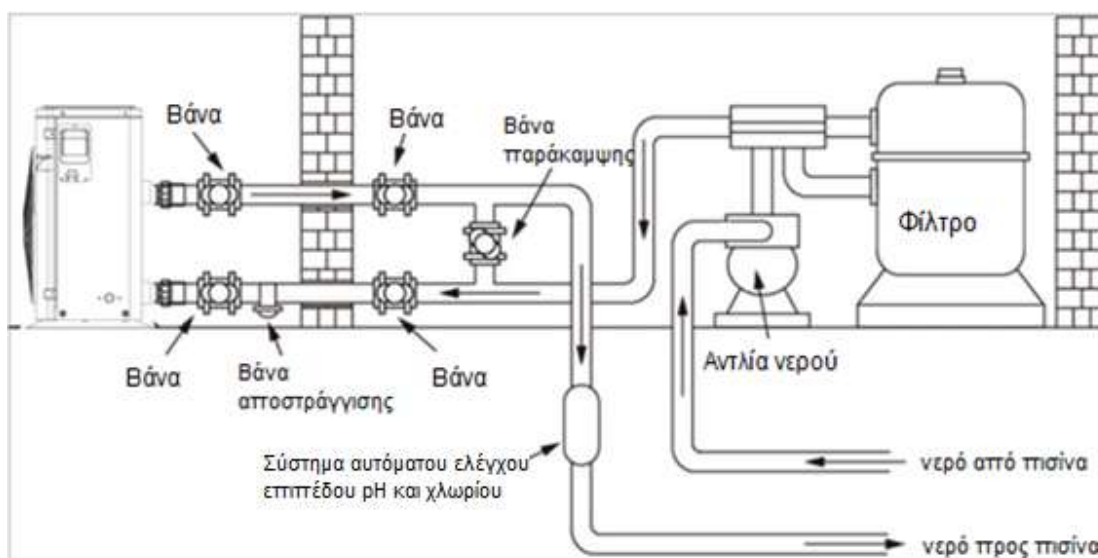 Βάνα
Βάνα
Βάνα
παράκαμψης
Φίλτρο
Βάνα
Βάνα
αποστράγγισης
Βάνα
Αντλία νερού
Σύστημα αυτόματου ελέγχου
επιπέδου pH και χλωρίου
νερό από πισίνα
νερό προς πισίνα